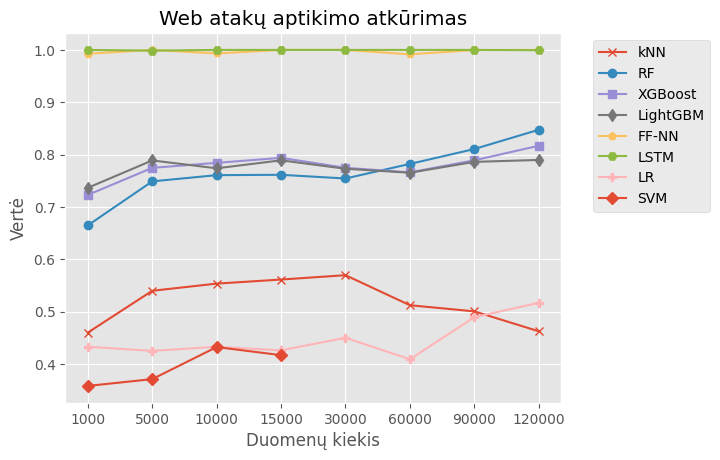 Web atakų aptikimo atkūrimas
1.0
0.9
0.8
0.7
0.6
0.5
0.4
Vertė
1000 5000 10000 15000 30000 60000 90000 120000
Duomenų kiekis
kNN
RF
XGBoost
LightGBM
FF-NN
LSTM
LR
SVM